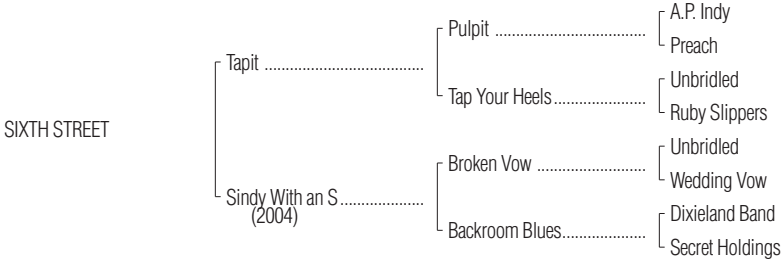 A.P. Indy
Pulpit ......................................
Preach
Tapit .....................................
Unbridled
Tap Your Heels.......................
Ruby Slippers
SIXTH STREET
Unbridled
Broken Vow ...........................
Wedding Vow
Sindy With an S.....................
(2004)
Dixieland Band
Backroom Blues.....................
Secret Holdings